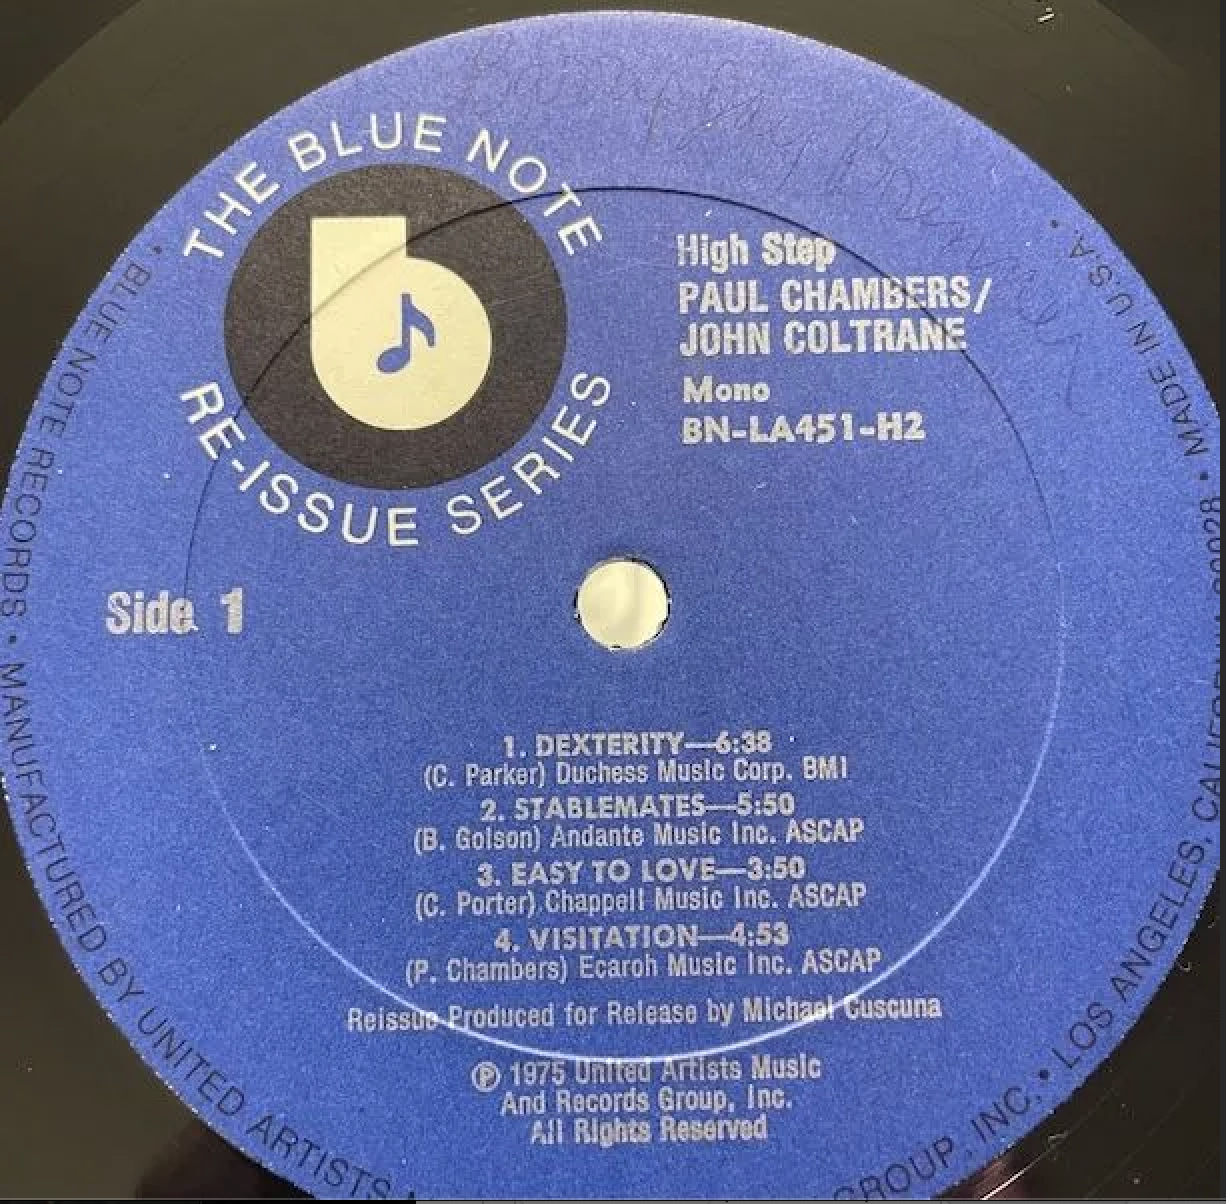 THE BLUE NOTE
RE-ISSUE SERIES
High Step
PAUL CHAMBERS/
JOHN COLTRANE
Mono
BN-LA451-H2
Side 1
1. DEXTERITY—6:38
(C. Parker) Duchess Music Corp. BMI
2. STABLEMATES—5:50
(B. Golson) Andante Music Inc. ASCAP
3. EASY TO LOVE—3:50
(C. Porter) Chappell Music Inc. ASCAP
4. VISITATION—4:53
(P. Chambers) Ecaroh Music Inc. ASCAP
Reissue Produced for Release by Michael Cuscuna
℗ 1975 United Artists Music
And Records Group, Inc.
All Rights Reserved
• BLUE NOTE RECORDS • MANUFACTURED BY UNITED ARTISTS GROUP, INC. • LOS ANGELES, CALIFORNIA 90028 • MADE IN U.S.A. •